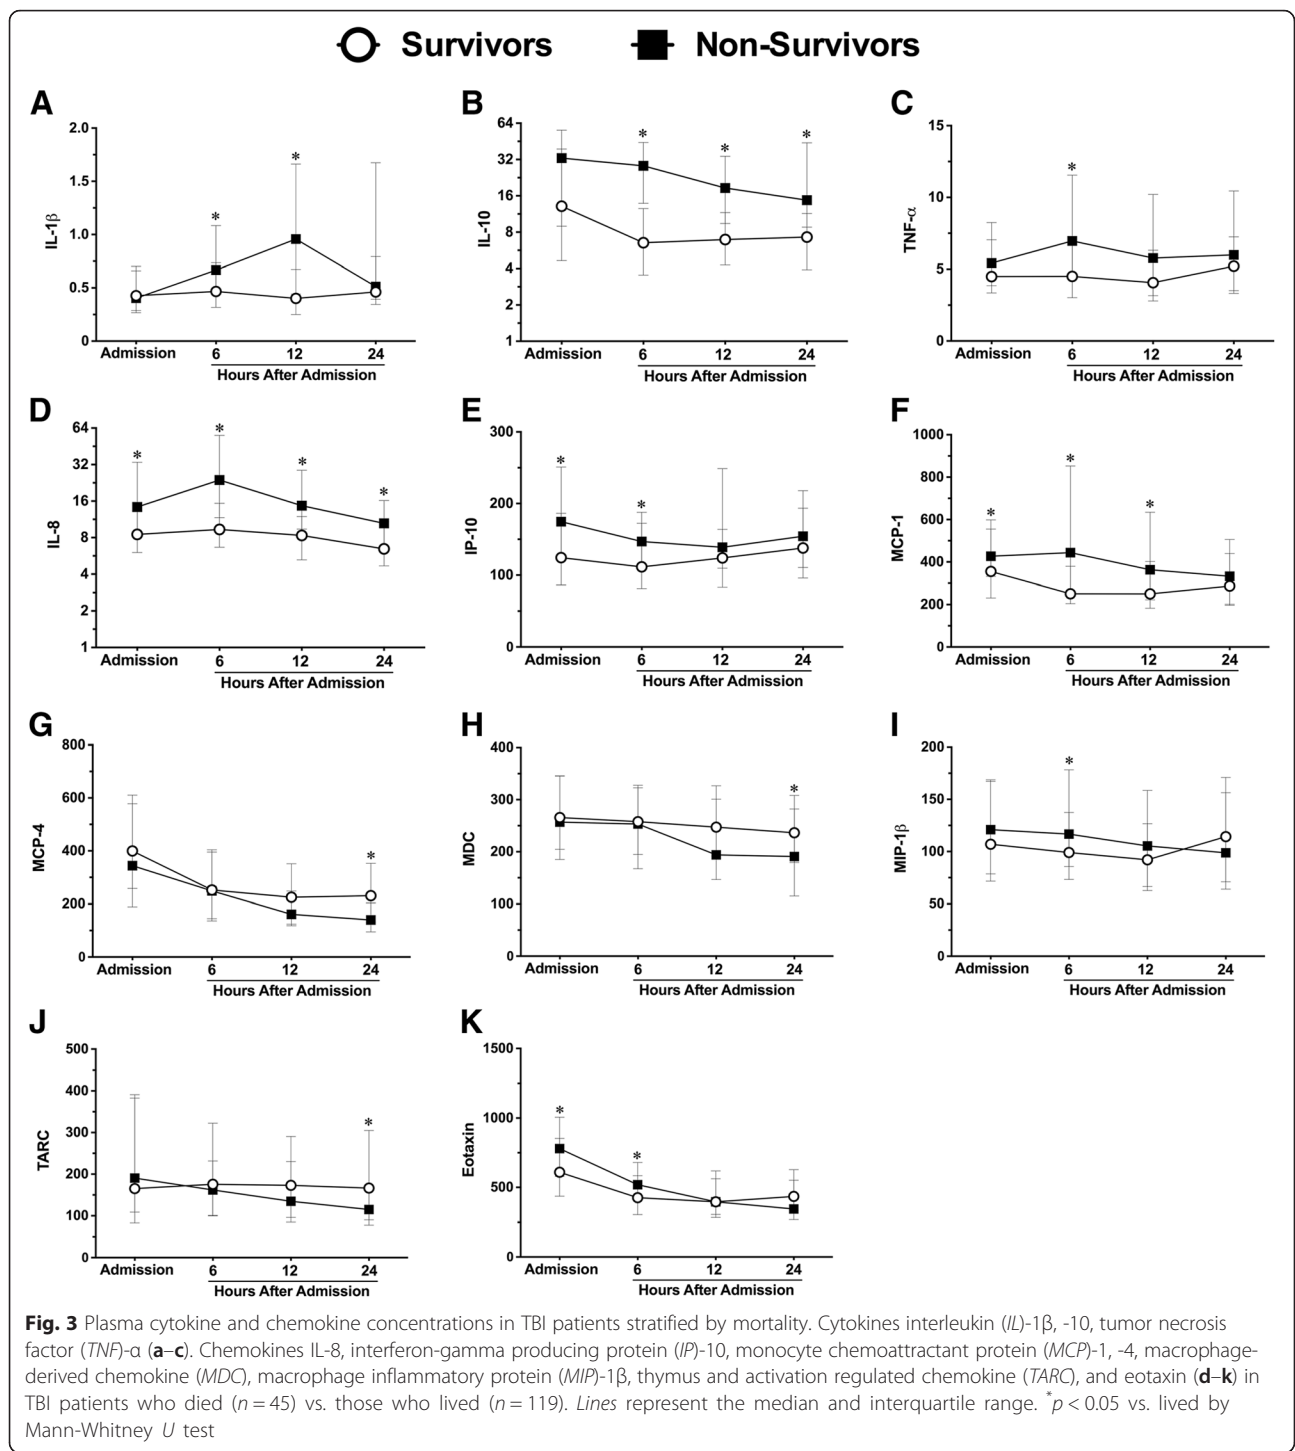 Survivors Non-Survivors
A
2.0
1.5
1.0
0.5
0
IL-1β
*
*
Admission 6 12 24
Hours After Admission
B
64
32
16
8
4
2
1
IL-10
*
*
*
Admission 6 12 24
Hours After Admission
C
15
10
5
0
TNF-α
*
Admission 6 12 24
Hours After Admission
D
64
32
16
8
4
2
1
IL-8
*
*
*
*
Admission 6 12 24
Hours After Admission
E
300
200
100
0
IP-10
*
*
Admission 6 12 24
Hours After Admission
F
1000
800
600
400
200
0
MCP-1
*
*
*
Admission 6 12 24
Hours After Admission
G
800
600
400
200
0
MCP-4
*
Admission 6 12 24
Hours After Admission
H
400
300
200
100
0
MDC
*
Admission 6 12 24
Hours After Admission
I
200
150
100
50
0
MIP-1β
*
Admission 6 12 24
Hours After Admission
J
500
400
300
200
100
0
TARC
*
Admission 6 12 24
Hours After Admission
K
1500
1000
500
0
Eotaxin
*
*
Admission 6 12 24
Hours After Admission
Fig. 3 Plasma cytokine and chemokine concentrations in TBI patients stratified by mortality. Cytokines interleukin (IL)-1β, -10, tumor necrosis
factor (TNF)-α (a–c). Chemokines IL-8, interferon-gamma producing protein (IP)-10, monocyte chemoattractant protein (MCP)-1, -4, macrophage-
derived chemokine (MDC), macrophage inflammatory protein (MIP)-1β, thymus and activation regulated chemokine (TARC), and eotaxin (d–k) in
TBI patients who died (n = 45) vs. those who lived (n = 119). Lines represent the median and interquartile range. *p < 0.05 vs. lived by
Mann-Whitney U test